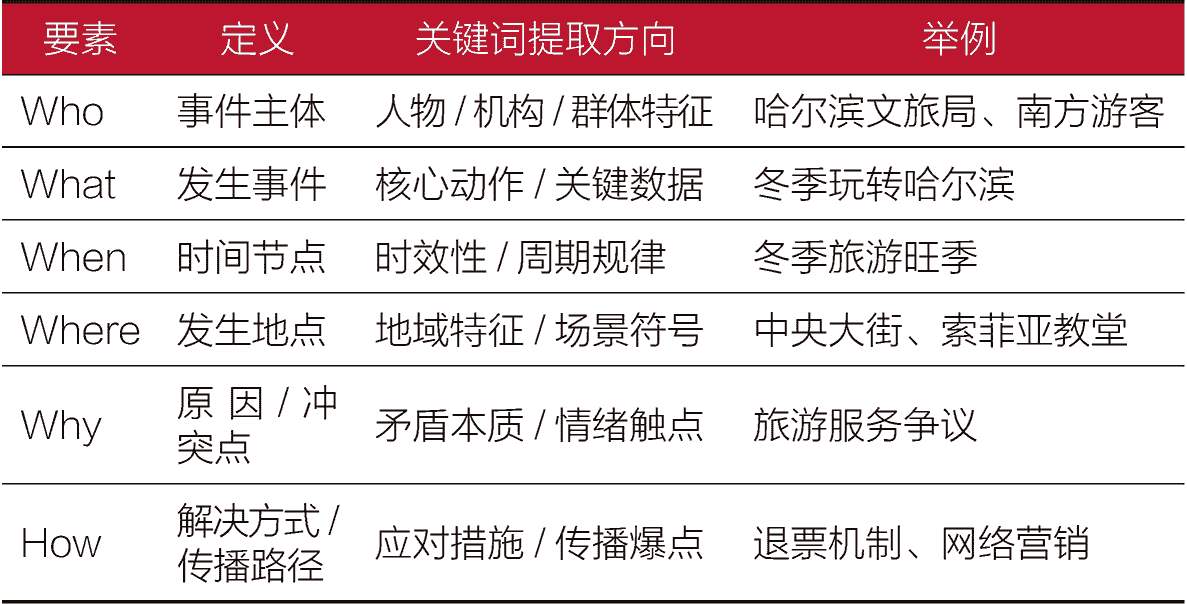 要素 定义 关键词提取方向 举例
Who 事件主体 人物 / 机构 / 群体特征 哈尔滨文旅局、南方游客
What 发生事件 核心动作 / 关键数据 冬季玩转哈尔滨
When 时间节点 时效性 / 周期规律 冬季旅游旺季
Where 发生地点 地域特征 / 场景符号 中央大街、索菲亚教堂
Why 原因 / 冲突点 矛盾本质 / 情绪触点 旅游服务争议
How 解决方式 / 传播路径 应对措施 / 传播爆点 退票机制、网络营销